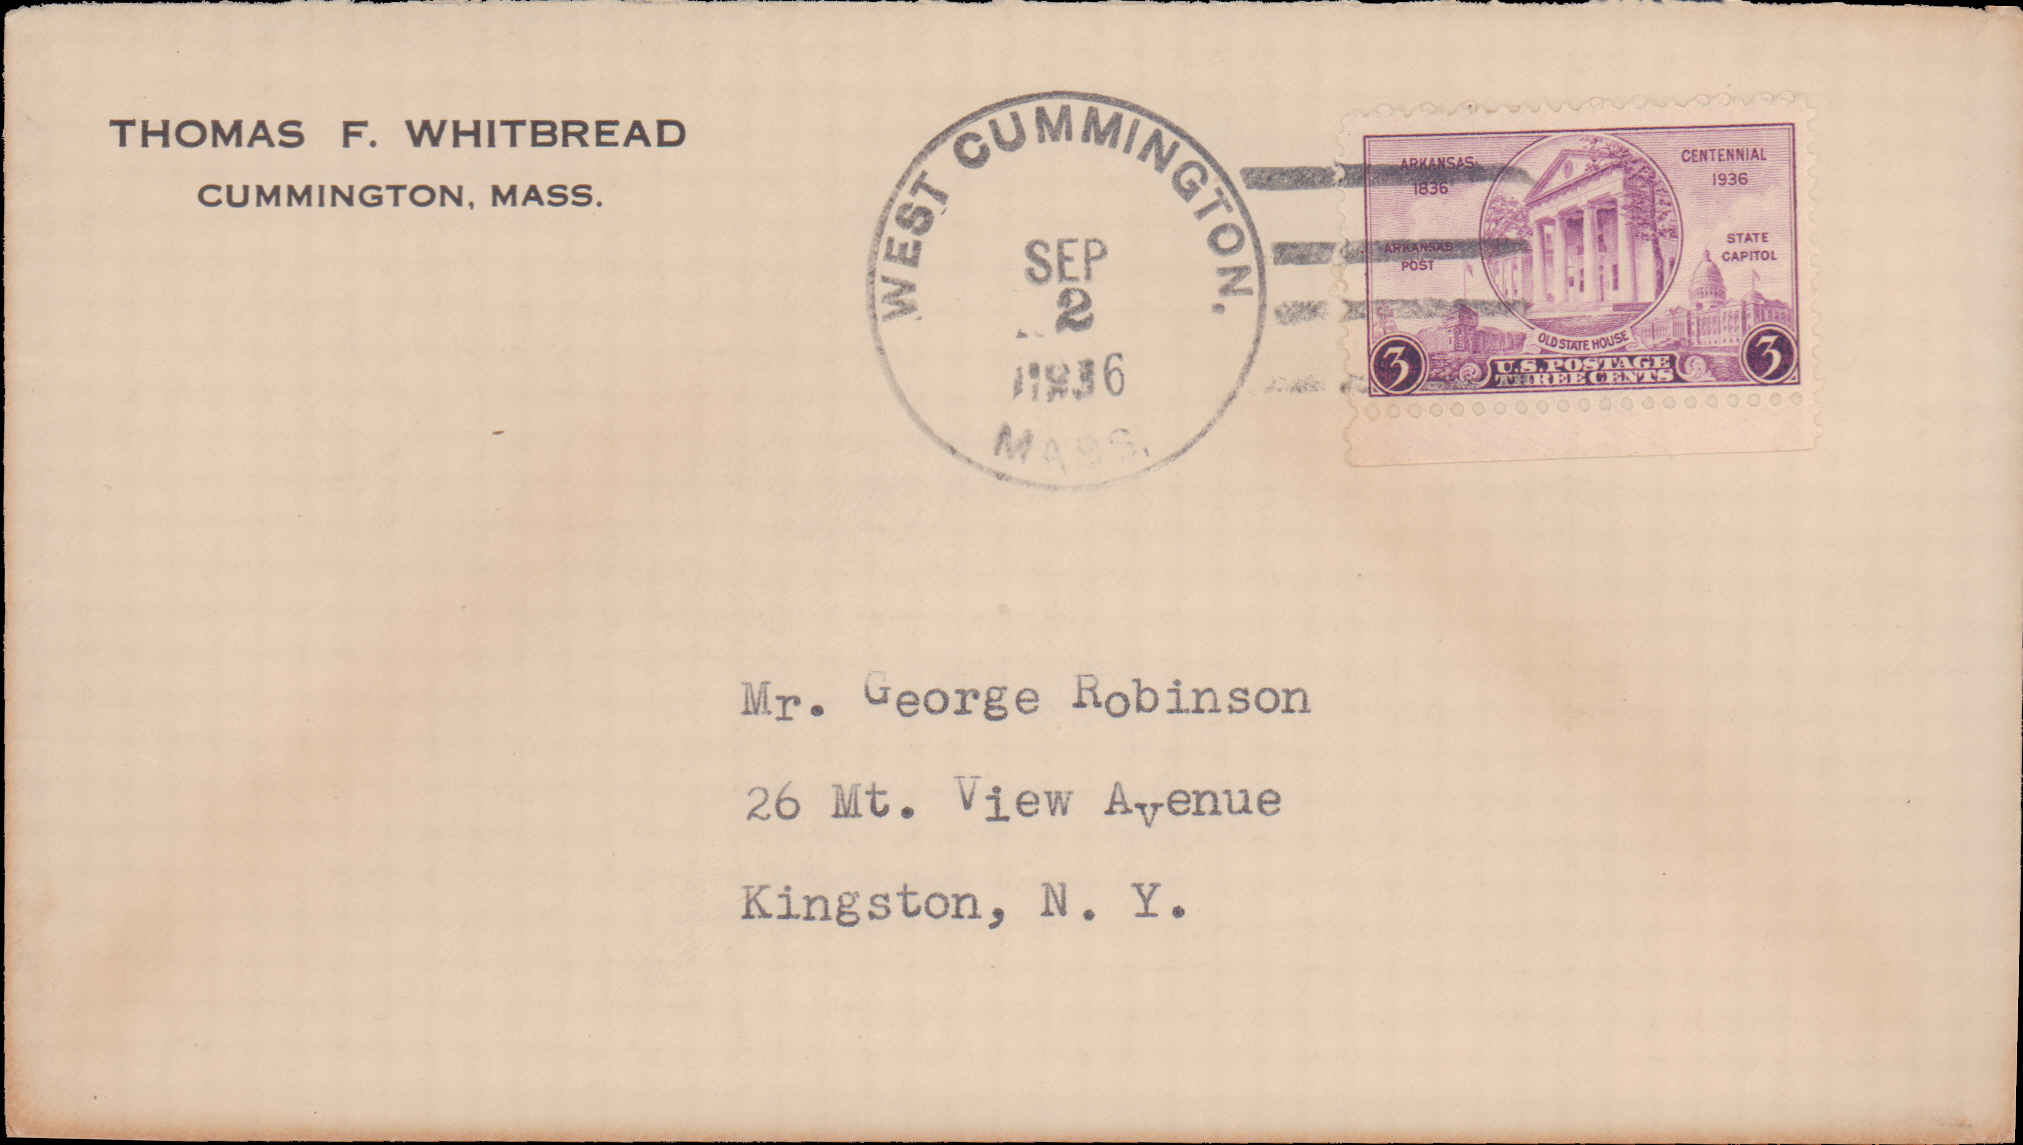 THOMAS F. WHITBREAD
CUMMINGTON, MASS.
WEST CUMMINGTON,
SEP
2
1936
MASS.
ARKANSAS
1836
CENTENNIAL
1936
ARKANSAS
POST
STATE
CAPITOL
OLD STATE HOUSE
3
U.S. POSTAGE
THREE CENTS
3
Mr. George Robinson
26 Mt. View Avenue
Kingston, N. Y.